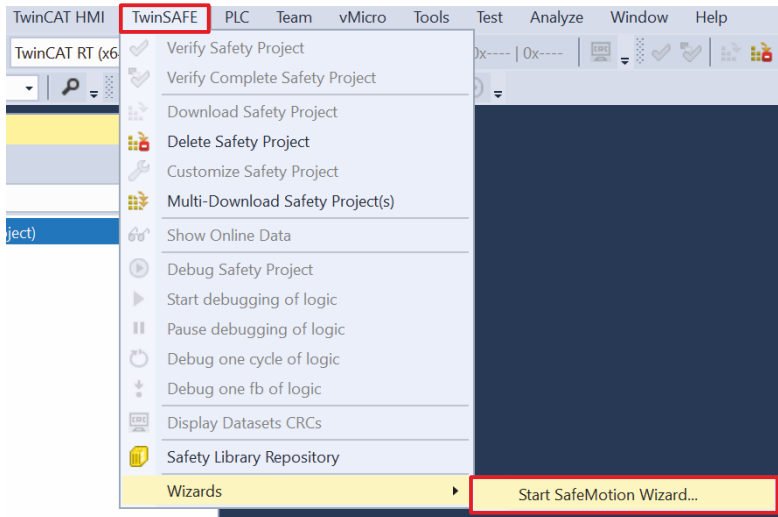 TwinCAT HMI TwinSAFE PLC Team vMicro Tools Test Analyze Window Help
TwinCAT RT (x6 0x---- | 0x---- CRC
Verify Safety Project
Verify Complete Safety Project
Download Safety Project
Delete Safety Project
Customize Safety Project
Multi-Download Safety Project(s)
ject) Show Online Data
Debug Safety Project
Start debugging of logic
Pause debugging of logic
Debug one cycle of logic
Debug one fb of logic
CRC Display Datasets CRCs
Safety Library Repository
Wizards Start SafeMotion Wizard...